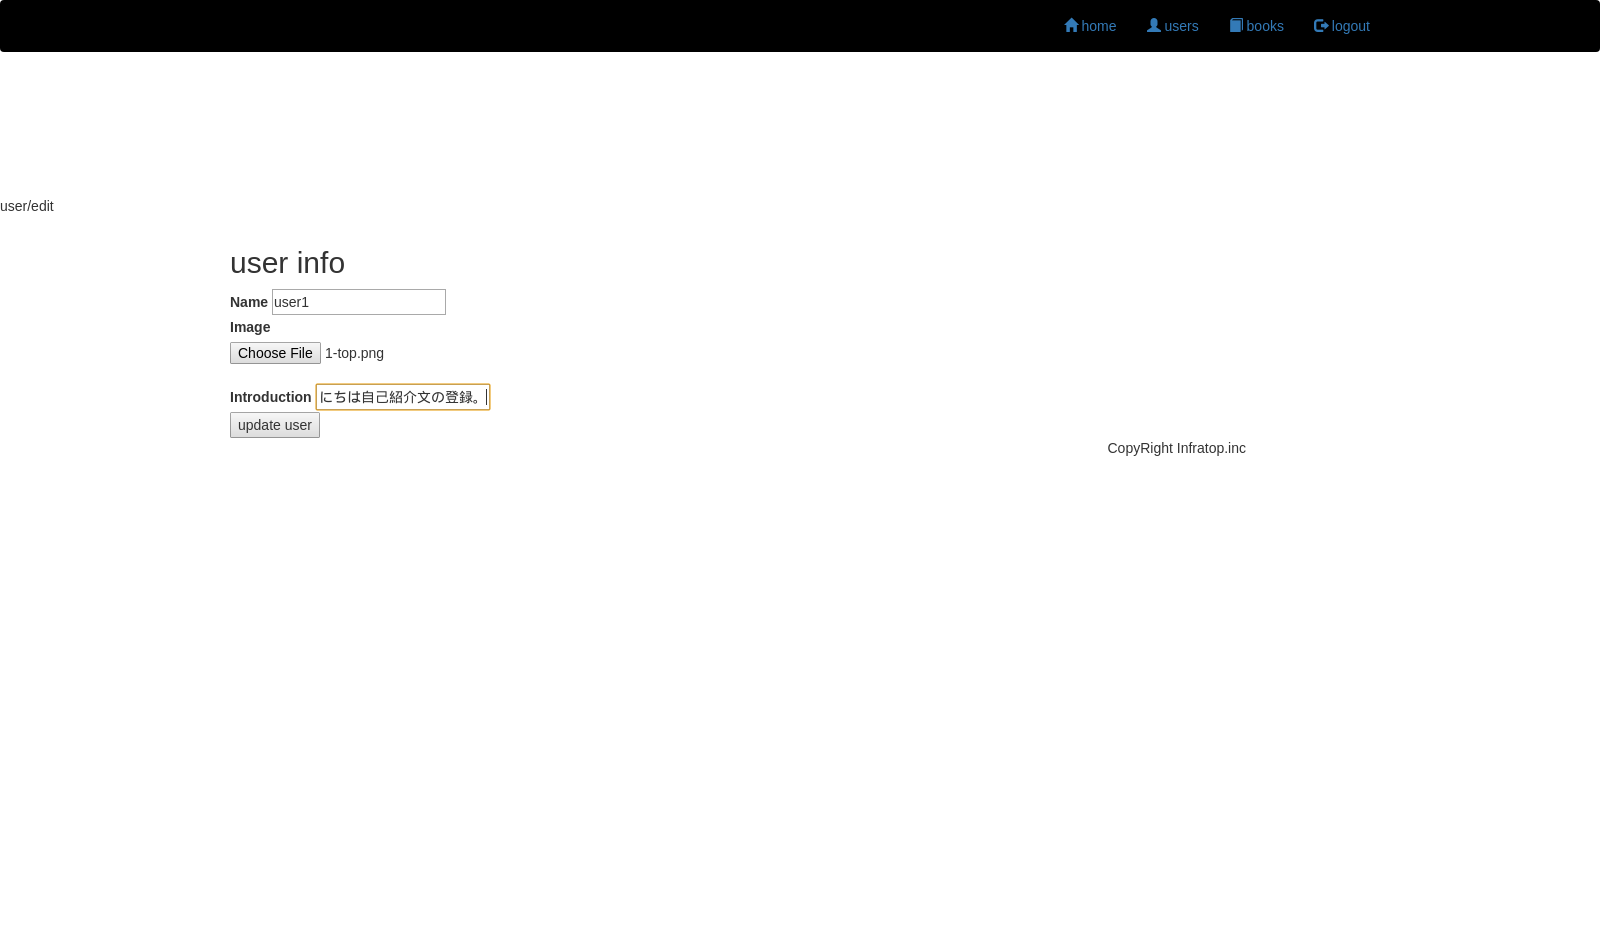 home users books logout
user/edit
user info
Name user1
Image
Choose File 1-top.png
Introduction にちは自己紹介文の登録。
update user
CopyRight Infratop.inc